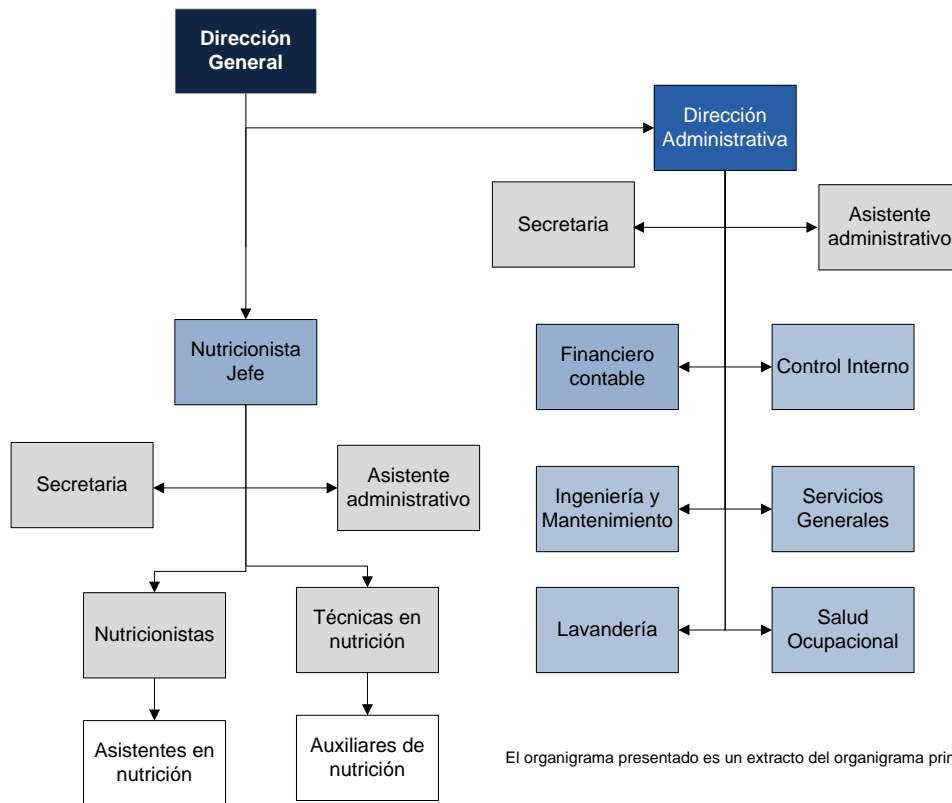 Dirección
General
Dirección
Administrativa
Secretaria
Asistente
administrativo
Nutricionista
Jefe
Financiero
contable
Control Interno
Secretaria
Asistente
administrativo
Ingeniería y
Mantenimiento
Servicios
Generales
Nutricionistas
Técnicas en
nutrición
Lavandería
Salud
Ocupacional
Asistentes en
nutrición
Auxiliares de
nutrición
El organigrama presentado es un extracto del organigrama